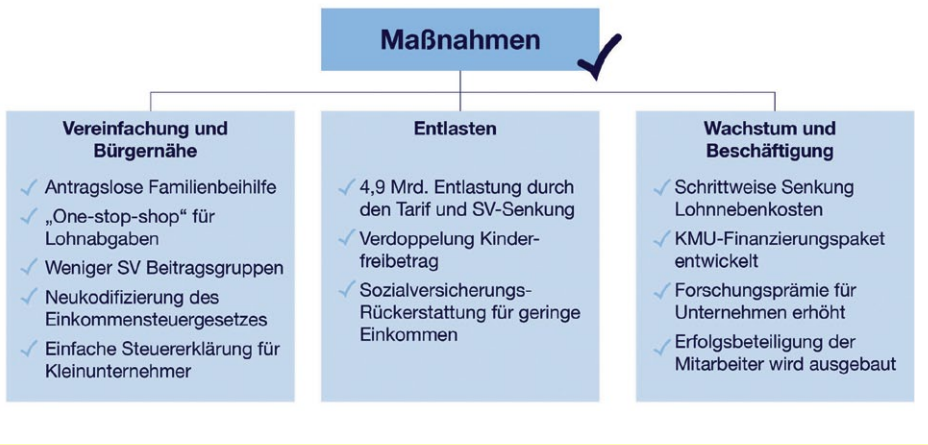 Maßnahmen
Vereinfachung und
Bürgernähe
Antragslose Familienbeihilfe
„One-stop-shop“ für
Lohnabgaben
Weniger SV Beitragsgruppen
Neukodifizierung des
Einkommensteuergesetzes
Einfache Steuererklärung für
Kleinunternehmer
Entlasten
4,9 Mrd. Entlastung durch
den Tarif und SV-Senkung
Verdoppelung Kinder-
freibetrag
Sozialversicherungs-
Rückerstattung für geringe
Einkommen
Wachstum und
Beschäftigung
Schrittweise Senkung
Lohnnebenkosten
KMU-Finanzierungspaket
entwickelt
Forschungsprämie für
Unternehmen erhöht
Erfolgsbeteiligung der
Mitarbeiter wird ausgebaut